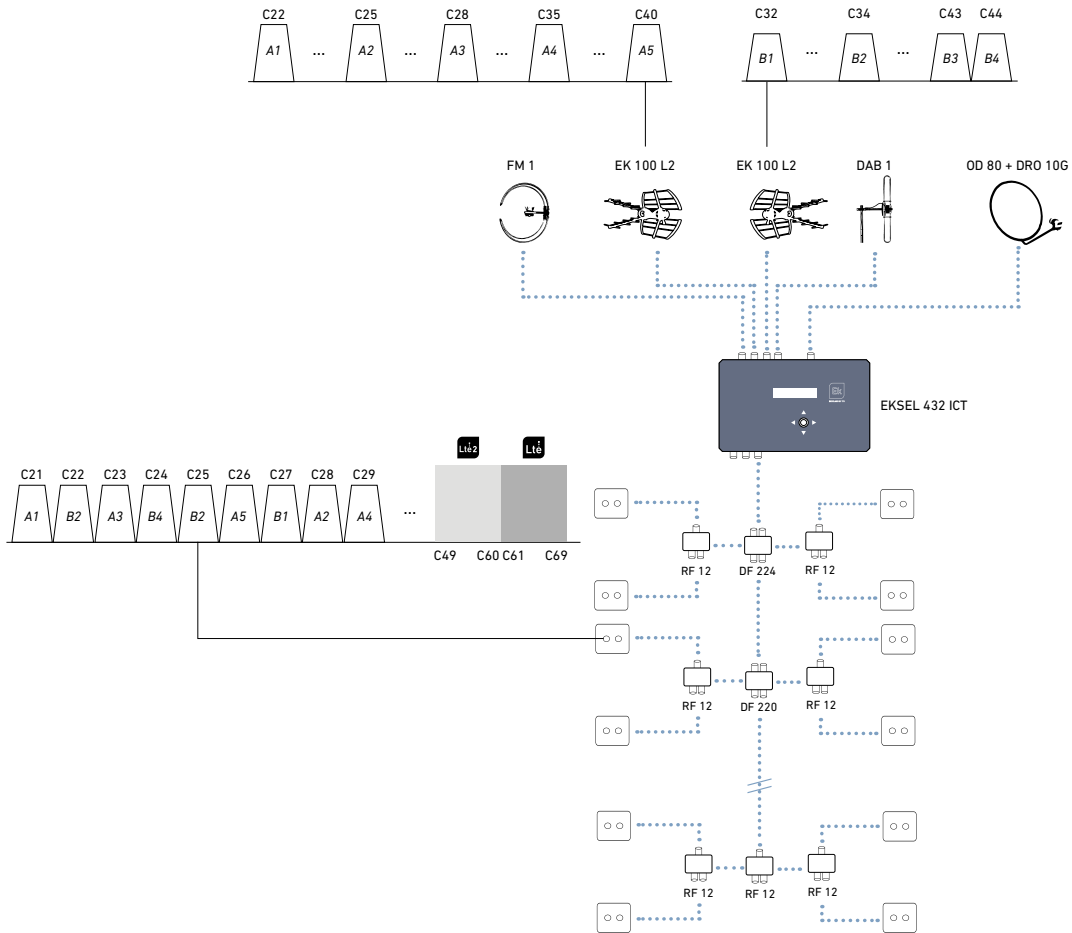 C22 C25 C28 C35 C40 C32 C34 C43 C44
A1 ... A2 ... A3 ... A4 ... A5 B1 ... B2 ... B3 B4
FM 1 EK 100 L2 EK 100 L2 DAB 1 OD 80 + DRO 10G
Ek
EKSEL 432 ICT
Lte2 Lte
C21 C22 C23 C24 C25 C26 C27 C28 C29
A1 B2 A3 B4 B2 A5 B1 A2 A4 ...
C49 C60 C61 C69
RF 12 DF 224 RF 12
RF 12 DF 220 RF 12
RF 12 RF 12 RF 12